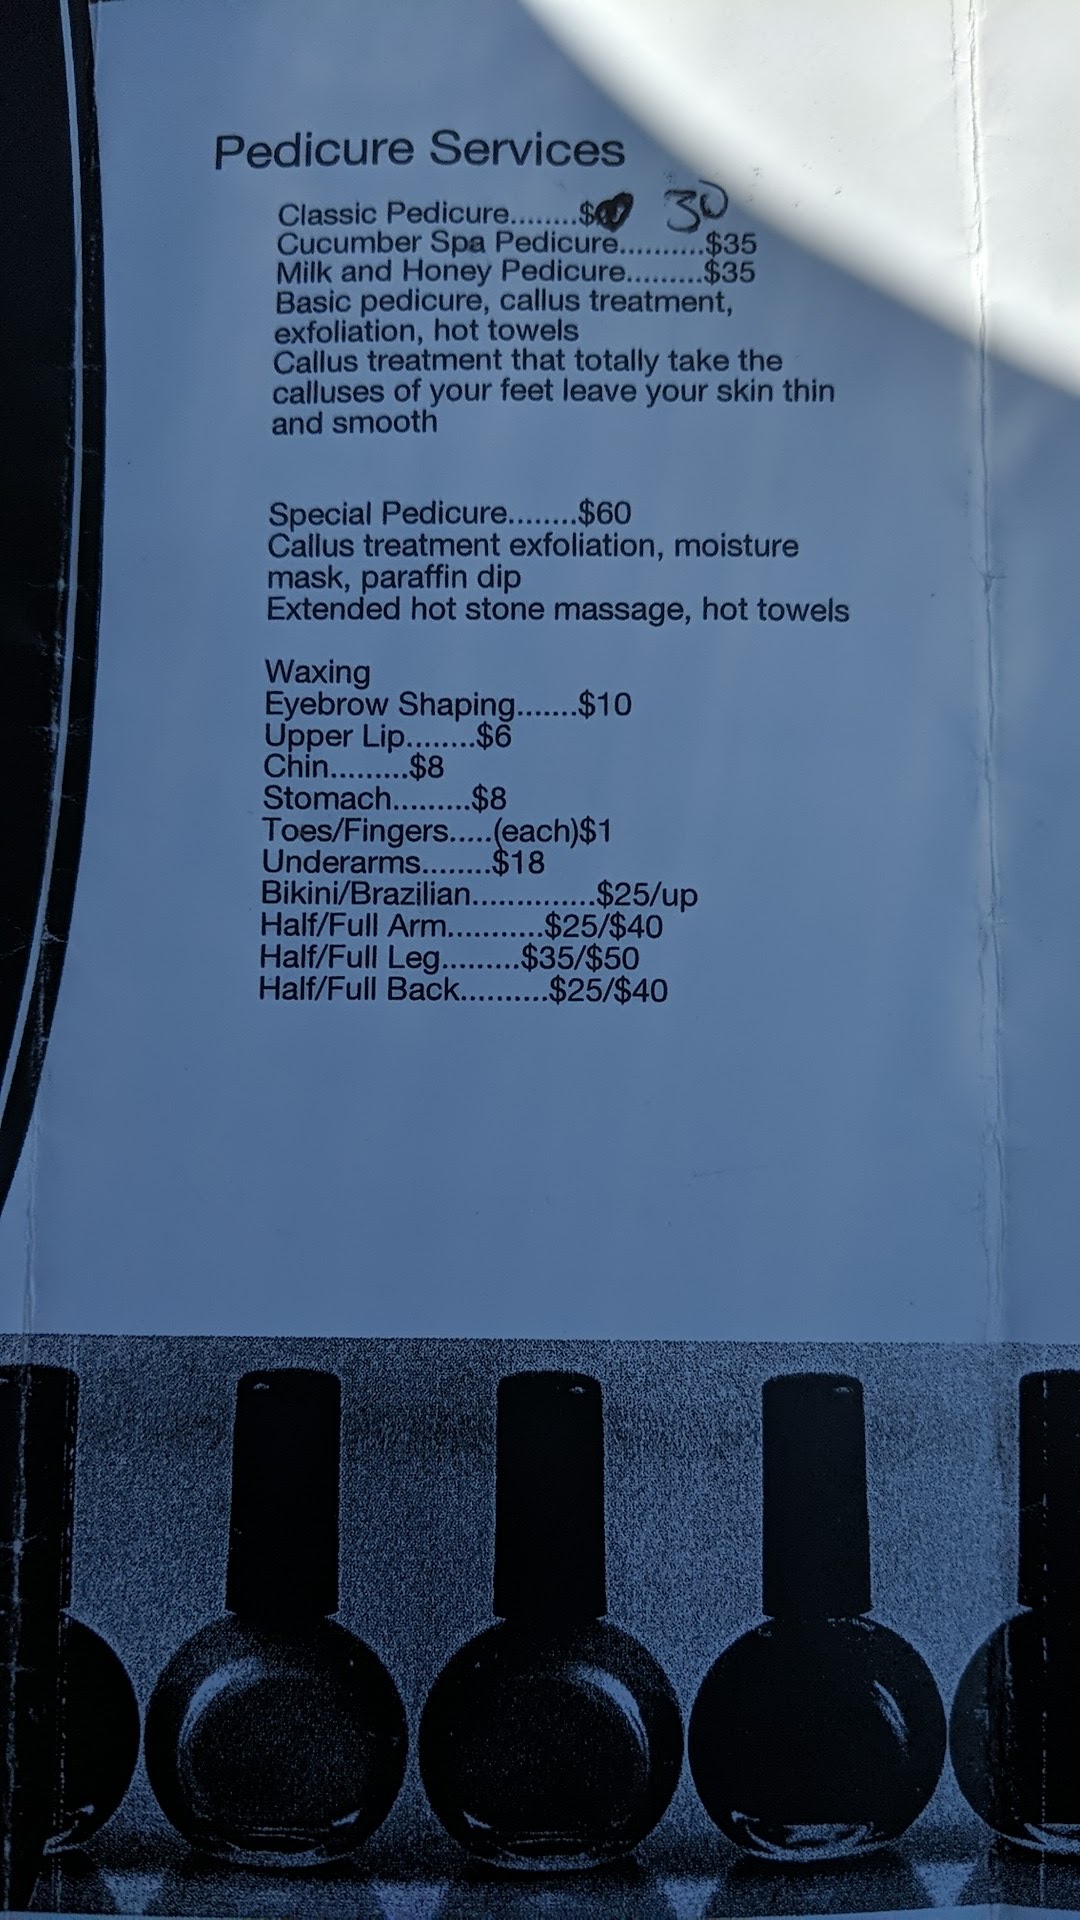 Pedicure Services
Classic Pedicure........$ 30
Cucumber Spa Pedicure..........$35
Milk and Honey Pedicure.........$35
Basic pedicure, callus treatment,
exfoliation, hot towels
Callus treatment that totally take the
calluses of your feet leave your skin thin
and smooth
Special Pedicure........$60
Callus treatment exfoliation, moisture
mask, paraffin dip
Extended hot stone massage, hot towels
Waxing
Eyebrow Shaping.......$10
Upper Lip........$6
Chin.........$8
Stomach.........$8
Toes/Fingers.....(each)$1
Underarms........$18
Bikini/Brazilian..............$25/up
Half/Full Arm...........$25/$40
Half/Full Leg.........$35/$50
Half/Full Back..........$25/$40